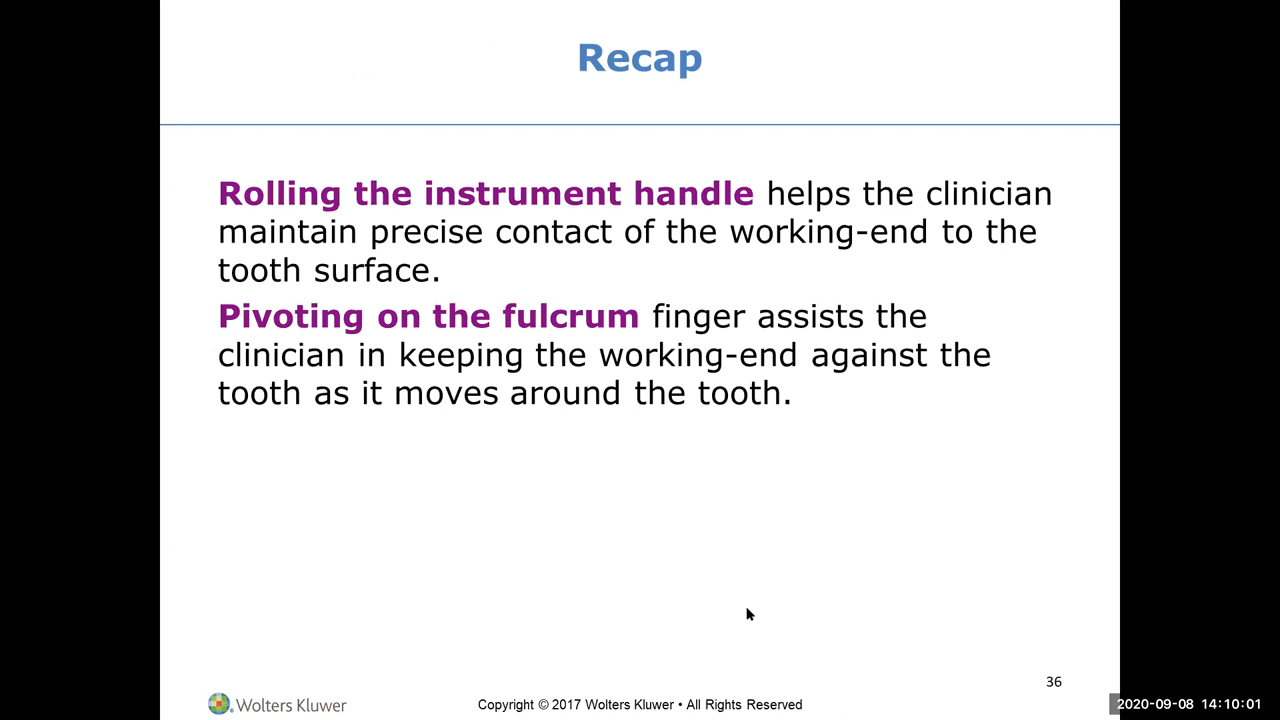 Recap
Rolling the instrument handle helps the clinician
maintain precise contact of the working-end to the
tooth surface.
Pivoting on the fulcrum finger assists the
clinician in keeping the working-end against the
tooth as it moves around the tooth.
36
Wolters Kluwer
Copyright © 2017 Wolters Kluwer • All Rights Reserved
2020-09-08 14:10:01